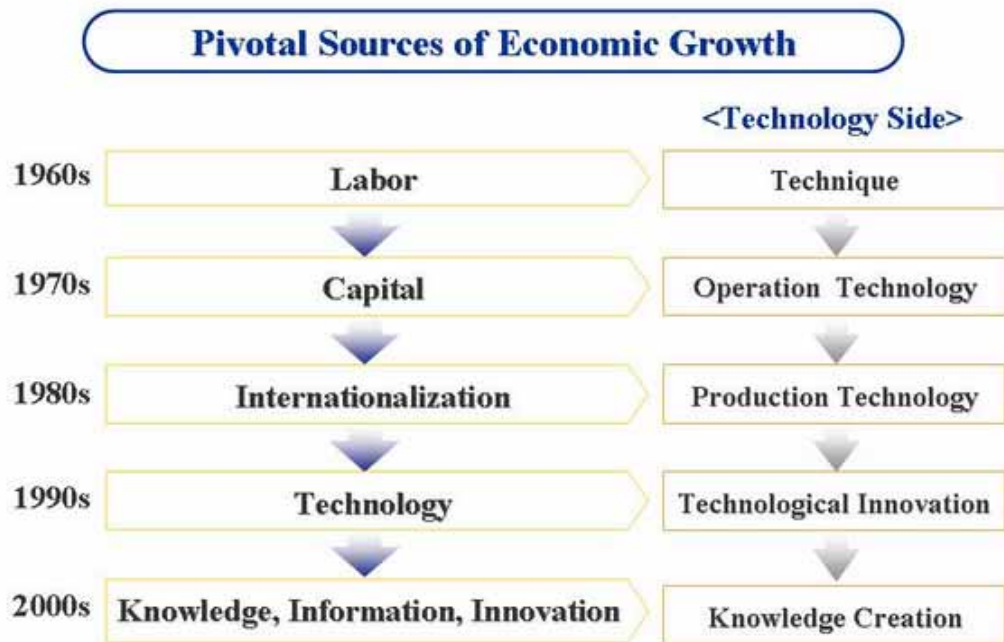 Pivotal Sources of Economic Growth
<Technology Side>
1960s Labor Technique
1970s Capital Operation Technology
1980s Internationalization Production Technology
1990s Technology Technological Innovation
2000s Knowledge, Information, Innovation Knowledge Creation